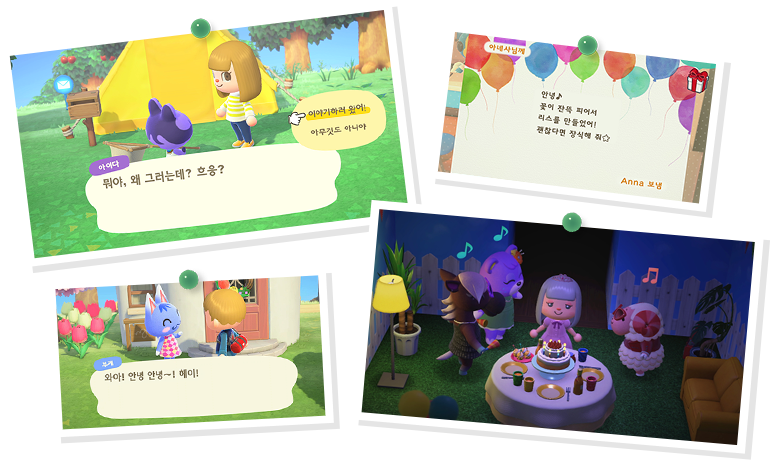 이야기하러 왔어!
아무것도 아니야
아이다
뭐야, 왜 그러는데? 흐응?
아네사님께
안녕♪
꽃이 잔뜩 피어서
리스를 만들었어!
괜찮다면 장식해 줘☆
Anna 보냄
쭈니
와아! 안녕 안녕~! 헤이!